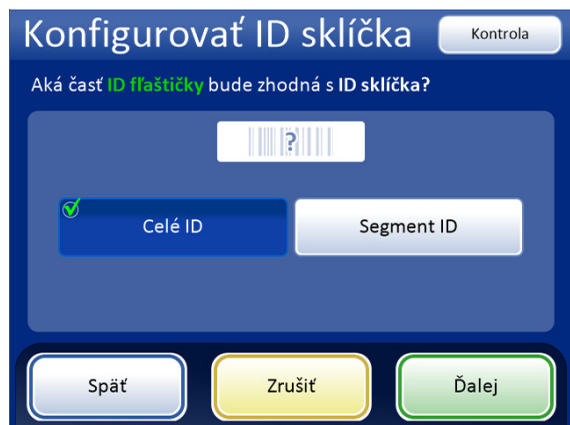 Konfigurovať ID sklíčka
Kontrola
Aká časť ID fľaštičky bude zhodná s ID sklíčka?
?
Celé ID
Segment ID
Späť
Zrušiť
Ďalej